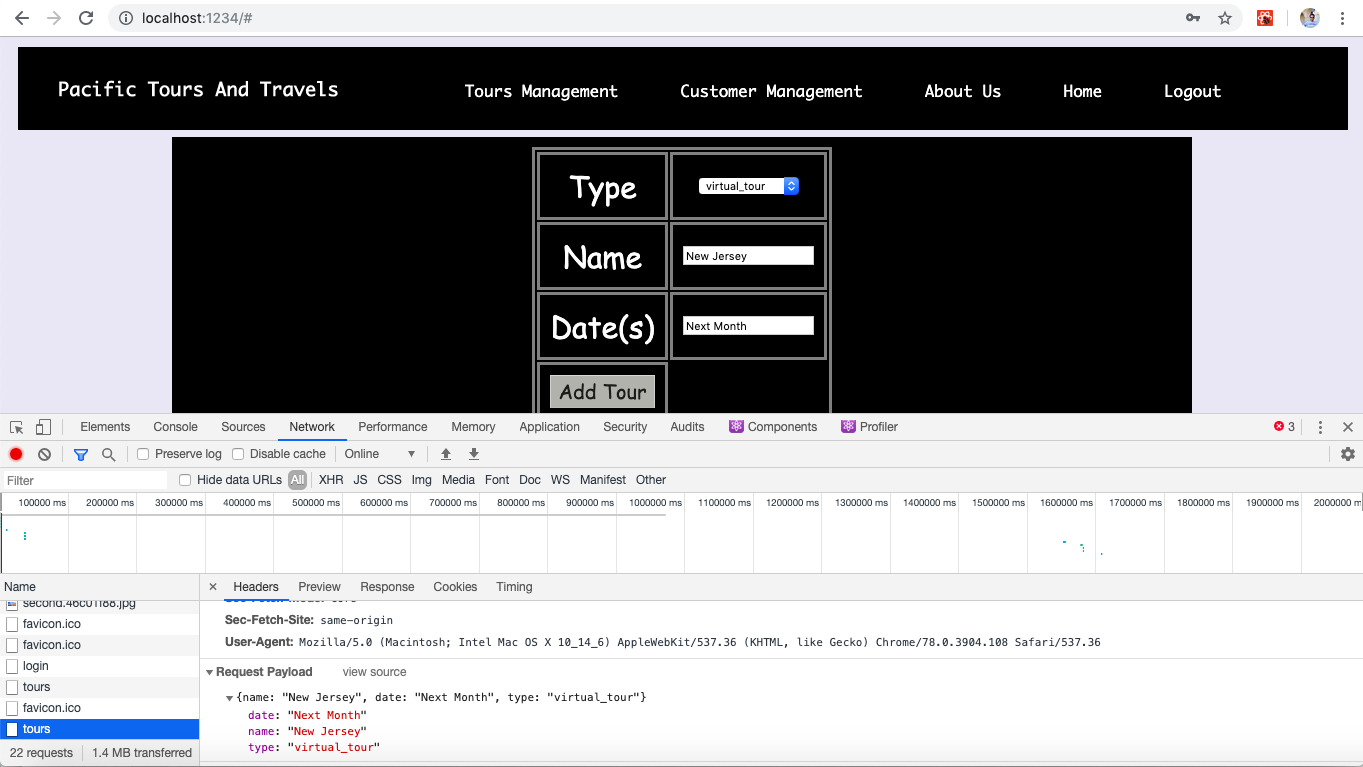 localhost:1234/#
Pacific Tours And Travels Tours Management Customer Management About Us Home Logout
Type virtual_tour
Name New Jersey
Date(s) Next Month
Add Tour
Elements Console Sources Network Performance Memory Application Security Audits Components Profiler 3
Preserve log Disable cache Online
Filter Hide data URLs All XHR JS CSS Img Media Font Doc WS Manifest Other
100000 ms 200000 ms 300000 ms 400000 ms 500000 ms 600000 ms 700000 ms 800000 ms 900000 ms 1000000 ms 1100000 ms 1200000 ms 1300000 ms 1400000 ms 1500000 ms 1600000 ms 1700000 ms 1800000 ms 1900000 ms 2000000 m
Name
second.46c01f88.jpg
favicon.ico
favicon.ico
login
tours
favicon.ico
tours
22 requests 1.4 MB transferred
Headers Preview Response Cookies Timing
Sec-Fetch-Site: same-origin
User-Agent: Mozilla/5.0 (Macintosh; Intel Mac OS X 10_14_6) AppleWebKit/537.36 (KHTML, like Gecko) Chrome/78.0.3904.108 Safari/537.36
Request Payload view source
{name: "New Jersey", date: "Next Month", type: "virtual_tour"}
date: "Next Month"
name: "New Jersey"
type: "virtual_tour"